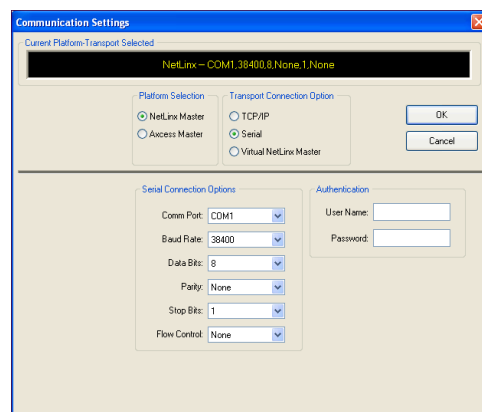 Communication Settings
Current Platform-Transport Selected
NetLinx – COM1,38400,8,None,1,None
Platform Selection
NetLinx Master
Axcess Master
Transport Connection Option
TCP/IP
Serial
Virtual NetLinx Master
OK
Cancel
Serial Connection Options
Comm Port: COM1
Baud Rate: 38400
Data Bits: 8
Parity: None
Stop Bits: 1
Flow Control: None
Authentication
User Name:
Password: